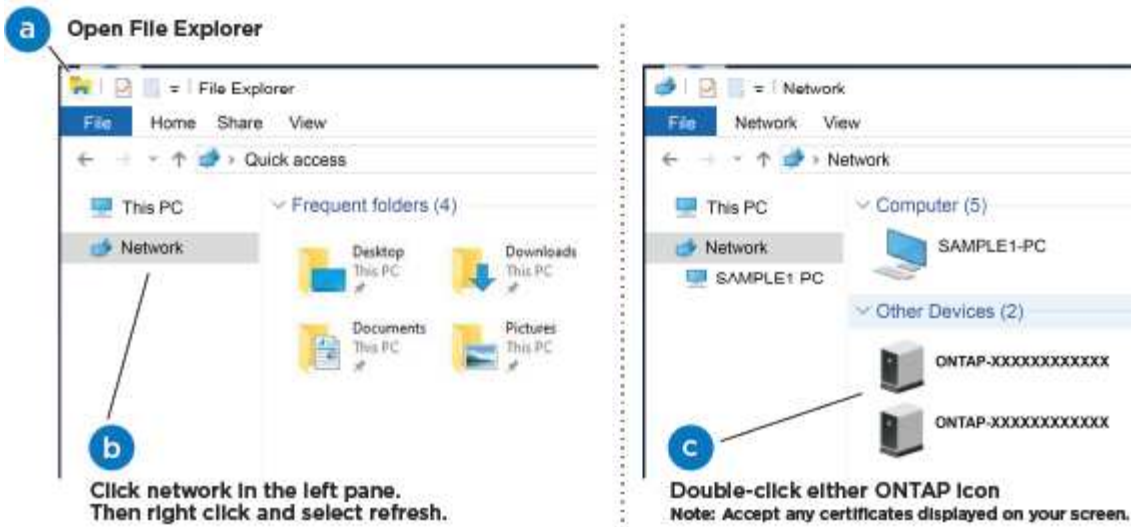 a
Open File Explorer
= | File Explorer
File Home Share View
Quick access
This PC
Network
Frequent folders (4)
Desktop
This PC
Downloads
This PC
Documents
This PC
Pictures
This PC
b
Click network in the left pane.
Then right click and select refresh.
= | Network
File Network View
Network
This PC
Network
SAMPLE1 PC
Computer (5)
SAMPLE1-PC
Other Devices (2)
ONTAP-XXXXXXXXXXXX
ONTAP-XXXXXXXXXXXX
c
Double-click either ONTAP icon
Note: Accept any certificates displayed on your screen.